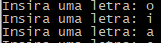 Insira uma letra: o
Insira uma letra: i
Insira uma letra: a